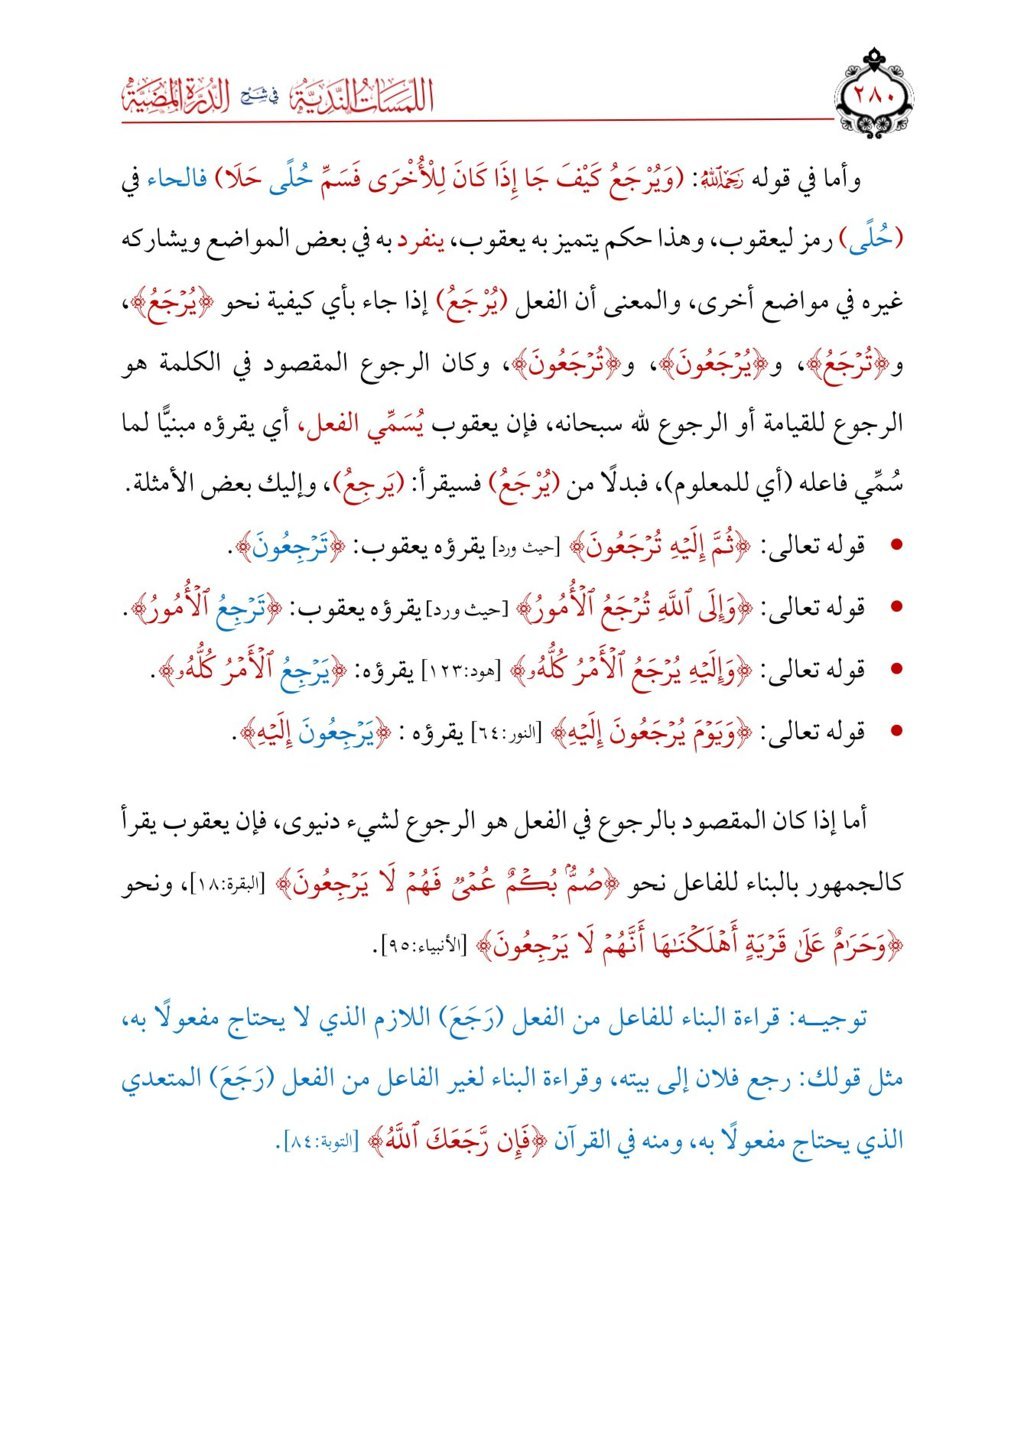 اللمسات الندية في شرح الدرة المضية
٢٨٠
وأما في قوله رحمه الله: (وَيُرْجَعُ كَيْفَ جَا إِذَا كَانَ لِلْأُخْرَى فَسَمِّ حُلًى حَلَا) فالحاء في
(حُلًى) رمز ليعقوب، وهذا حكم يتميز به يعقوب، ينفرد به في بعض المواضع ويشاركه
غيره في مواضع أخرى، والمعنى أن الفعل (يُرْجَعُ) إذا جاء بأي كيفية نحو ﴿يُرْجَعُ﴾،
و﴿تُرْجَعُ﴾، و﴿يُرْجَعُونَ﴾، و﴿تُرْجَعُونَ﴾، وكان الرجوع المقصود في الكلمة هو
الرجوع للقيامة أو الرجوع لله سبحانه، فإن يعقوب يُسَمِّي الفعل، أي يقرؤه مبنيًّا لما
سُمِّي فاعله (أي للمعلوم)، فبدلًا من (يُرْجَعُ) فسيقرأ: (يَرجِعُ)، وإليك بعض الأمثلة.
• قوله تعالى: ﴿ثُمَّ إِلَيْهِ تُرْجَعُونَ﴾ [حيث ورد] يقرؤه يعقوب: ﴿تَرْجِعُونَ﴾.
• قوله تعالى: ﴿وَإِلَى ٱللَّهِ تُرْجَعُ ٱلْأُمُورُ﴾ [حيث ورد] يقرؤه يعقوب: ﴿تَرْجِعُ ٱلْأُمُورُ﴾.
• قوله تعالى: ﴿وَإِلَيْهِ يُرْجَعُ ٱلْأَمْرُ كُلُّهُۥ﴾ [هود:١٢٣] يقرؤه: ﴿يَرْجِعُ ٱلْأَمْرُ كُلُّهُۥ﴾.
• قوله تعالى: ﴿وَيَوْمَ يُرْجَعُونَ إِلَيْهِ﴾ [النور:٦٤] يقرؤه : ﴿يَرْجِعُونَ إِلَيْهِ﴾.
أما إذا كان المقصود بالرجوع في الفعل هو الرجوع لشيء دنيوى، فإن يعقوب يقرأ
كالجمهور بالبناء للفاعل نحو ﴿صُمٌّۢ بُكْمٌ عُمْىٌ فَهُمْ لَا يَرْجِعُونَ﴾ [البقرة:١٨]، ونحو
﴿وَحَرَٰمٌ عَلَىٰ قَرْيَةٍ أَهْلَكْنَٰهَا أَنَّهُمْ لَا يَرْجِعُونَ﴾ [الأنبياء:٩٥].
توجيـــه: قراءة البناء للفاعل من الفعل (رَجَعَ) اللازم الذي لا يحتاج مفعولًا به،
مثل قولك: رجع فلان إلى بيته، وقراءة البناء لغير الفاعل من الفعل (رَجَعَ) المتعدي
الذي يحتاج مفعولًا به، ومنه في القرآن ﴿فَإِن رَّجَعَكَ ٱللَّهُ﴾ [التوبة:٨٤].